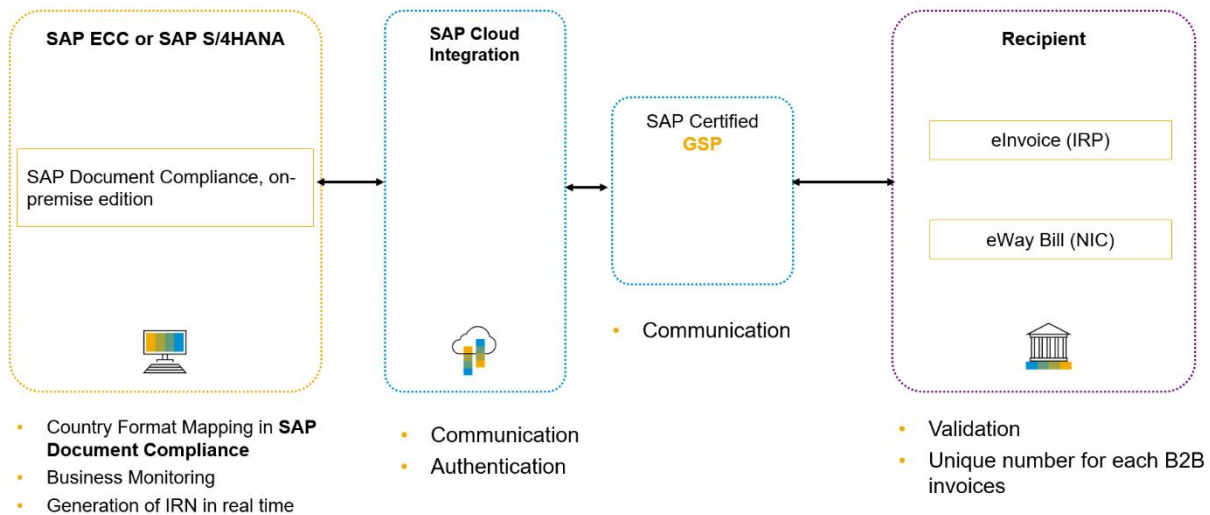 SAP ECC or SAP S/4HANA
SAP Document Compliance, on-
premise edition
• Country Format Mapping in SAP
Document Compliance
• Business Monitoring
• Generation of IRN in real time
SAP Cloud
Integration
• Communication
• Authentication
SAP Certified
GSP
• Communication
Recipient
eInvoice (IRP)
eWay Bill (NIC)
• Validation
• Unique number for each B2B
invoices